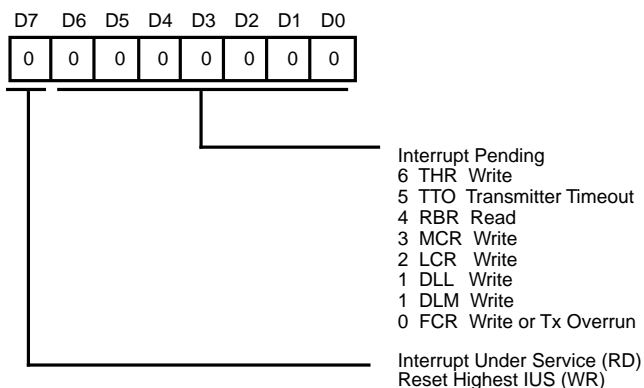 D7 D6 D5 D4 D3 D2 D1 D0
0 0 0 0 0 0 0 0
Interrupt Pending
6 THR Write
5 TTO Transmitter Timeout
4 RBR Read
3 MCR Write
2 LCR Write
1 DLL Write
1 DLM Write
0 FCR Write or Tx Overrun
Interrupt Under Service (RD)
Reset Highest IUS (WR)